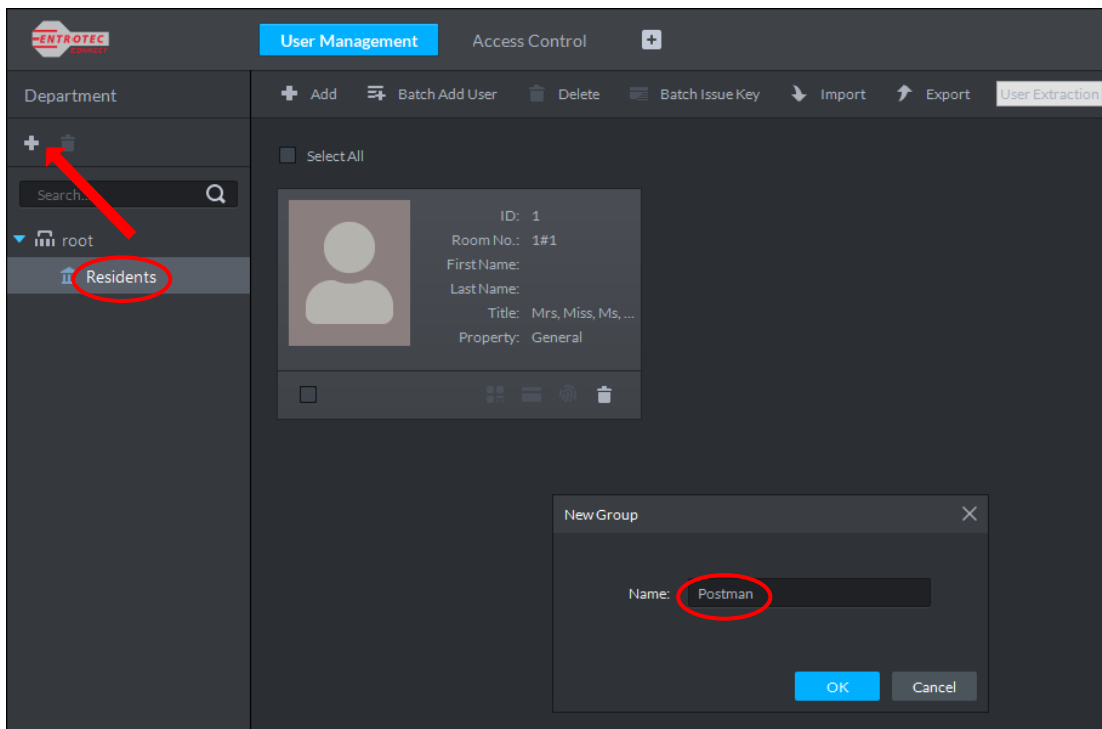 ENTROTEC
CONNECT
User Management
Access Control
Department
Add
Batch Add User
Delete
Batch Issue Key
Import
Export
User Extraction
Select All
Search...
root
Residents
ID: 1
Room No.: 1#1
First Name:
Last Name:
Title: Mrs, Miss, Ms, ...
Property: General
New Group
Name: Postman
OK
Cancel